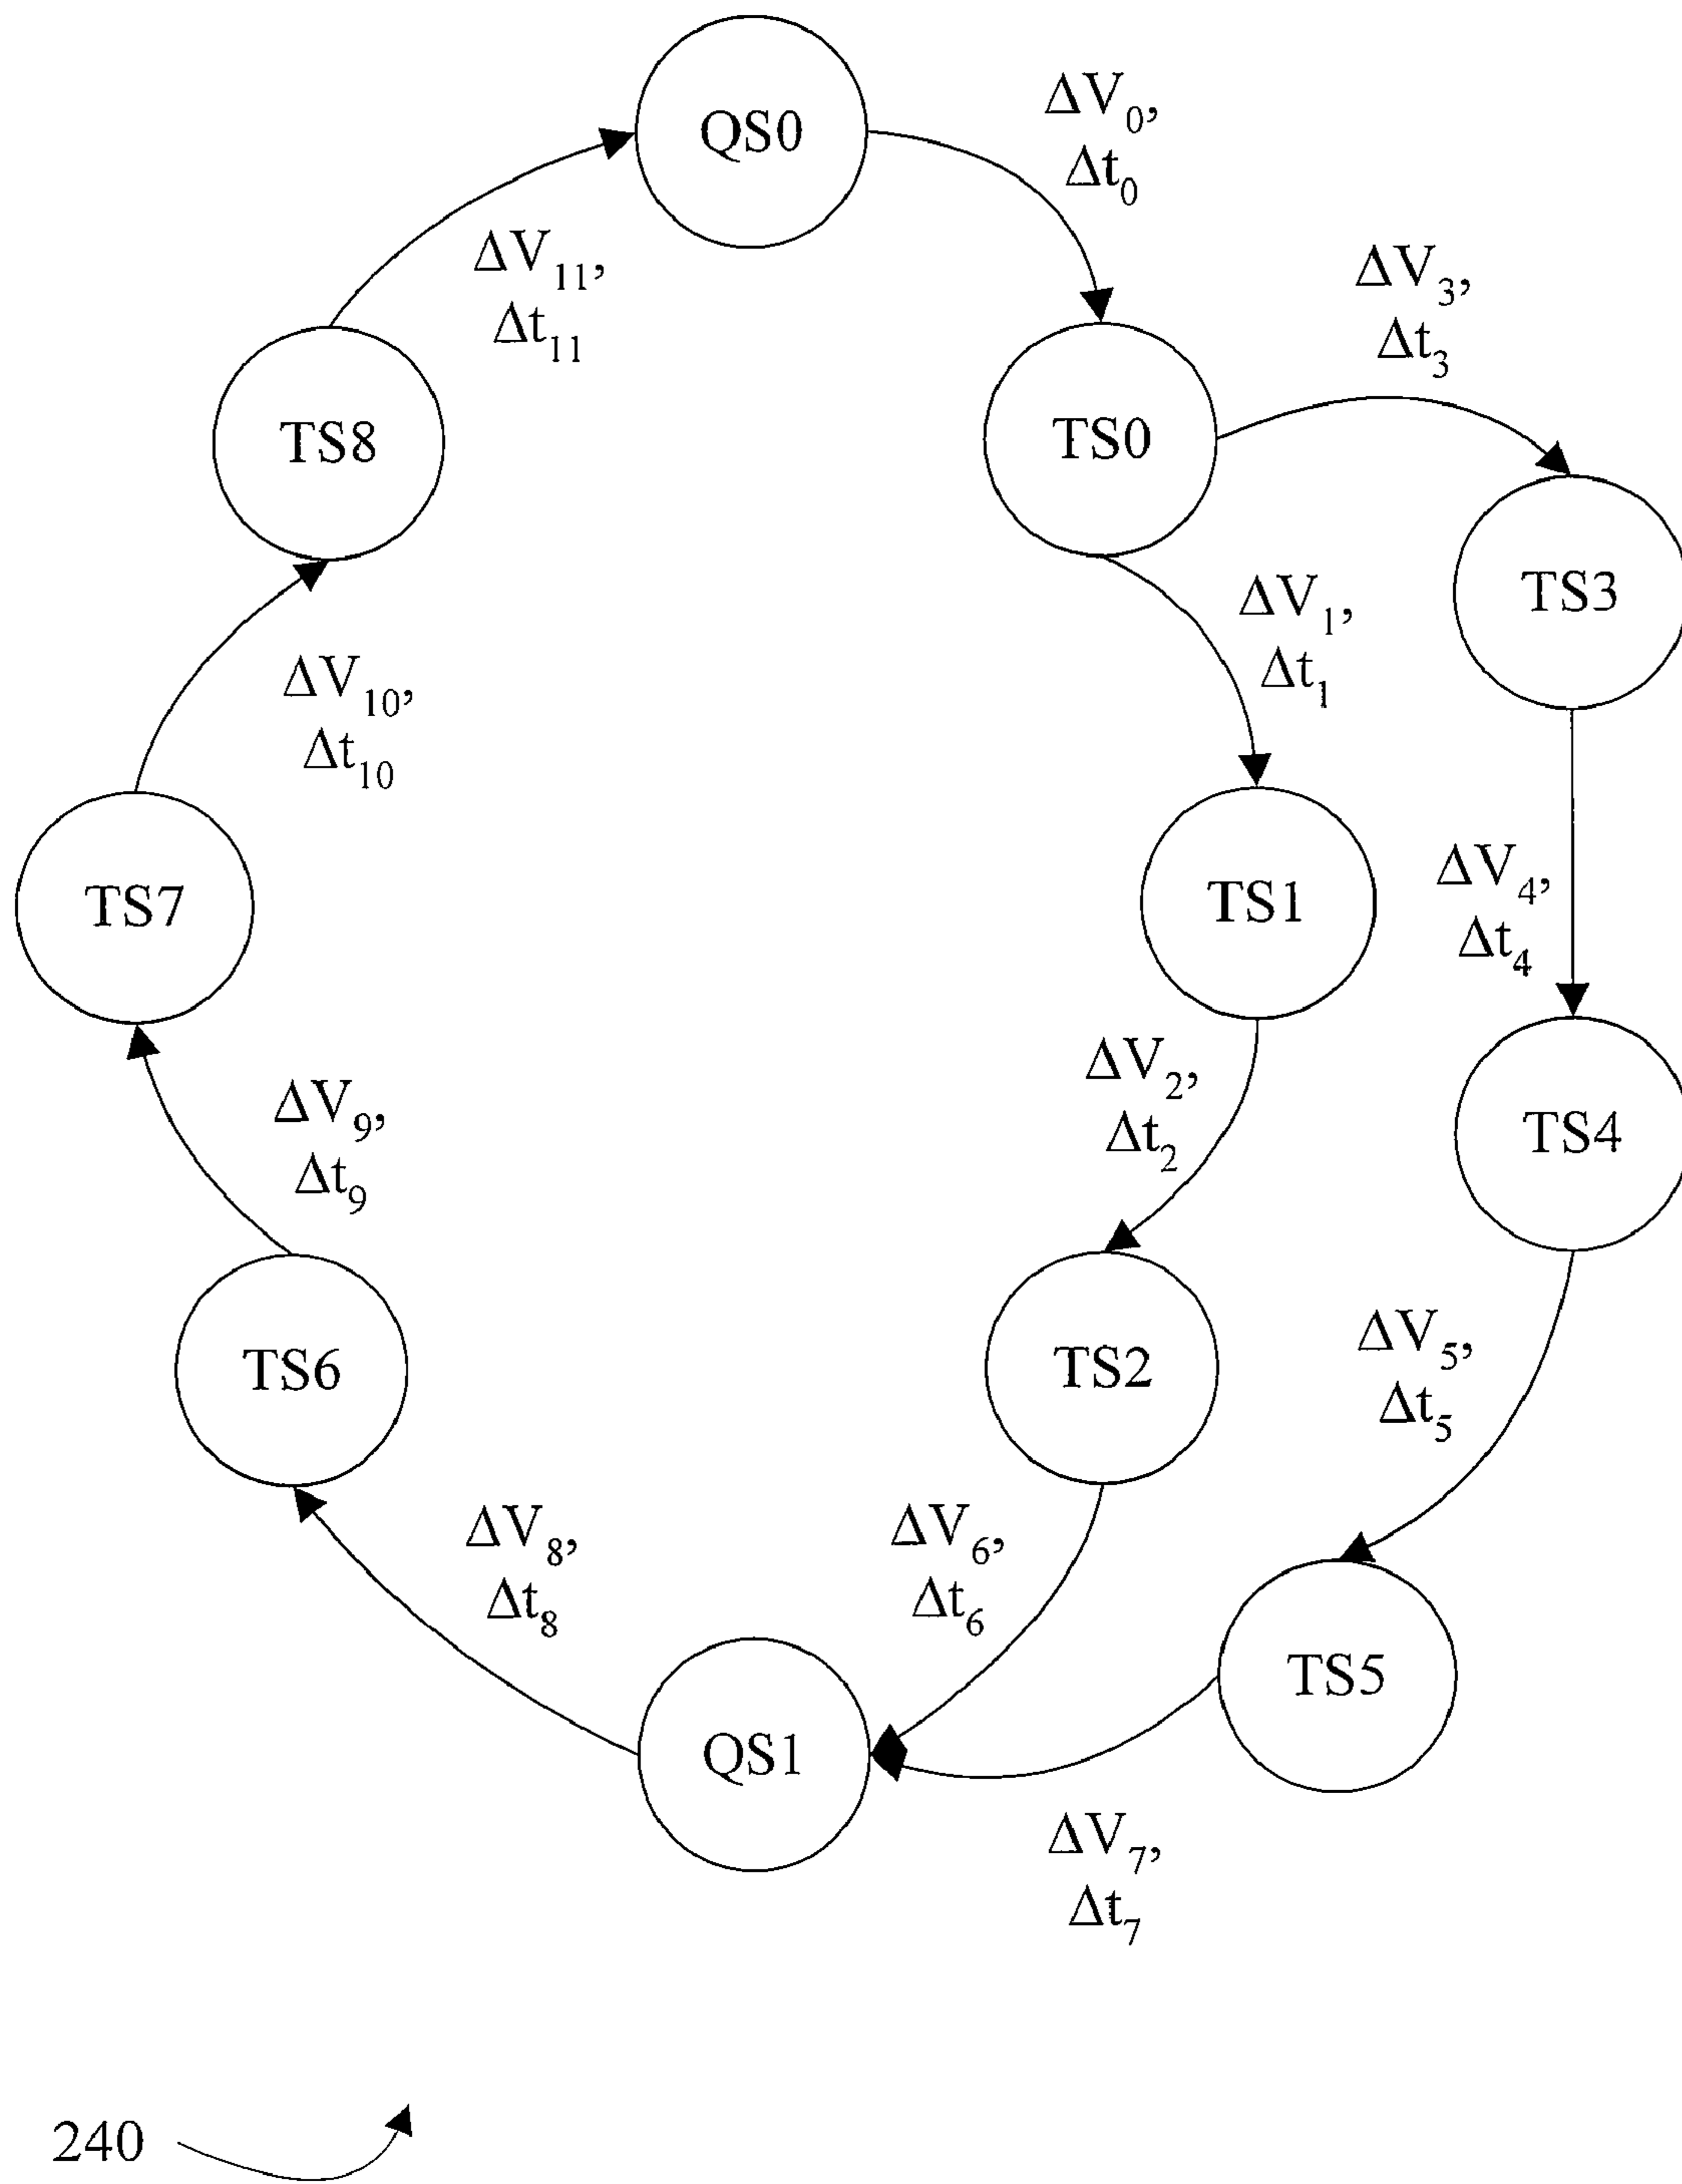 QS0
ΔV₀,
Δt₀
ΔV₁₁,
Δt₁₁
ΔV₃,
Δt₃
TS8
TS0
TS3
ΔV₁,
Δt₁
ΔV₁₀,
Δt₁₀
TS7
TS1
ΔV₄,
Δt₄
ΔV₂,
Δt₂
ΔV₉,
Δt₉
TS4
TS6
TS2
ΔV₅,
Δt₅
ΔV₈,
Δt₈
ΔV₆,
Δt₆
TS5
QS1
ΔV₇,
Δt₇
240